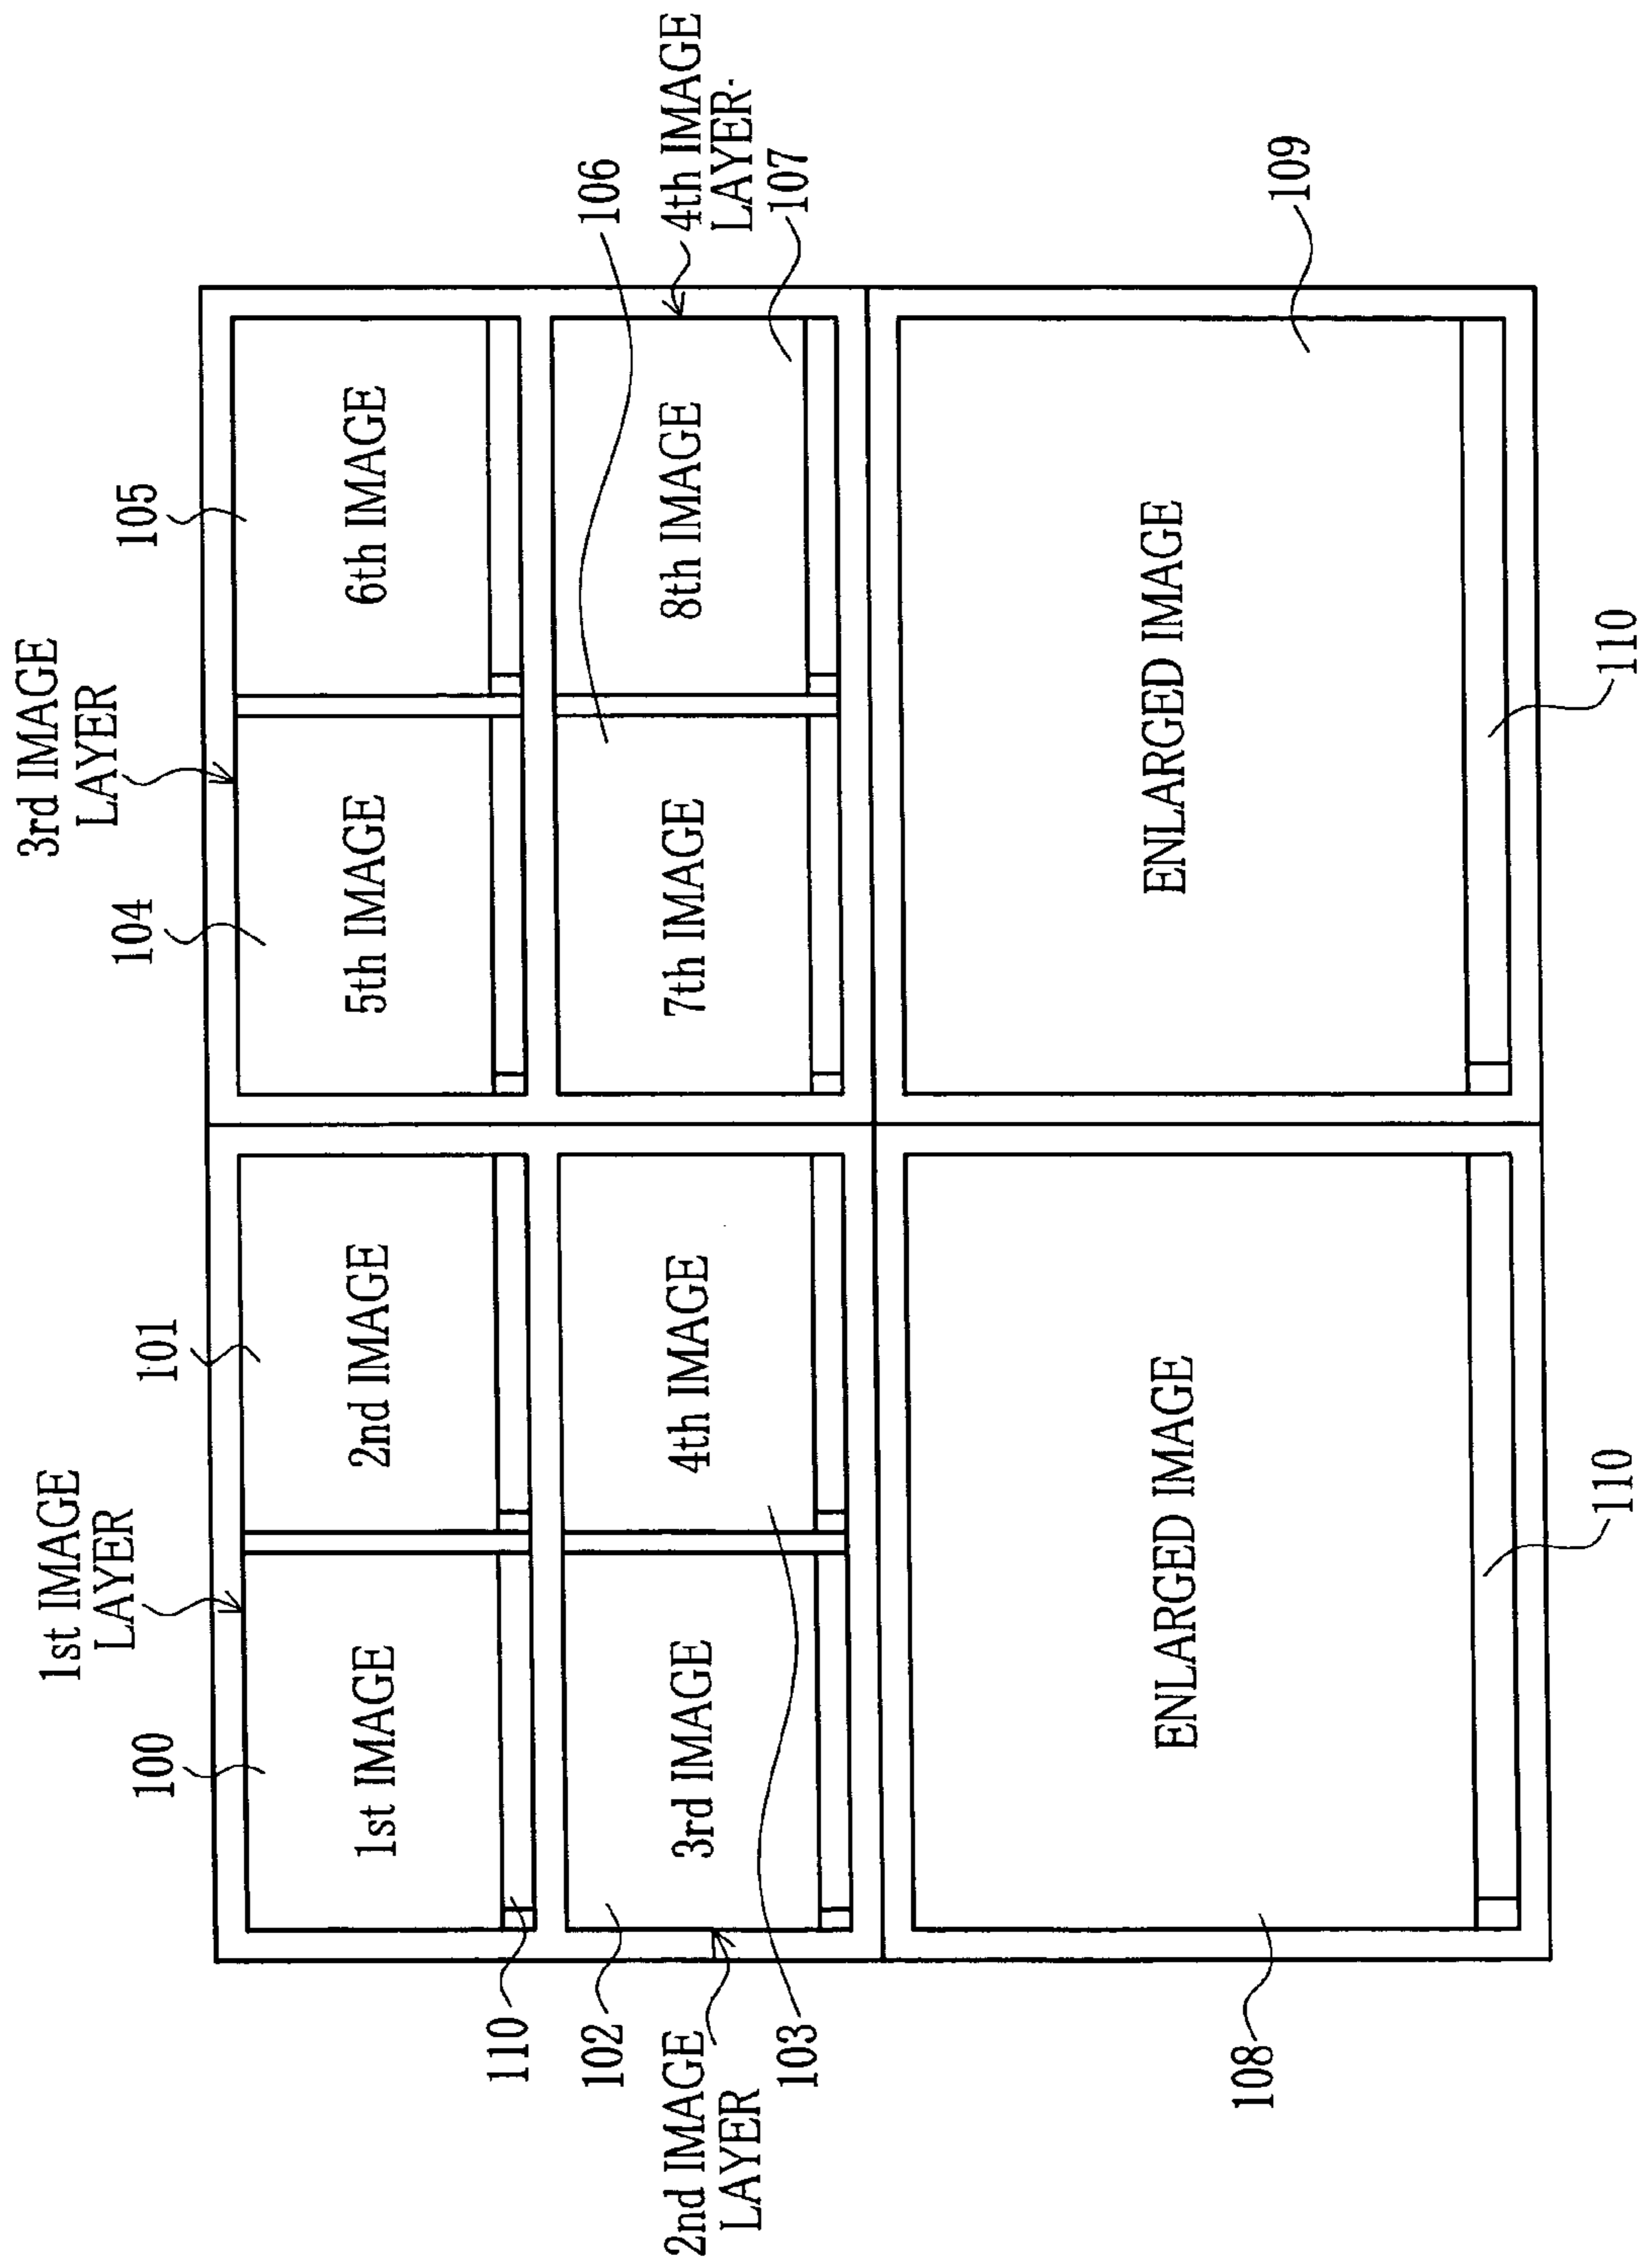 1st IMAGE
LAYER
3rd IMAGE
LAYER
100
101
104
105
1st IMAGE
2nd IMAGE
5th IMAGE
6th IMAGE
110
102
106
2nd IMAGE
LAYER
3rd IMAGE
4th IMAGE
7th IMAGE
8th IMAGE
4th IMAGE
LAYER
103
107
108
ENLARGED IMAGE
ENLARGED IMAGE
109
110
110